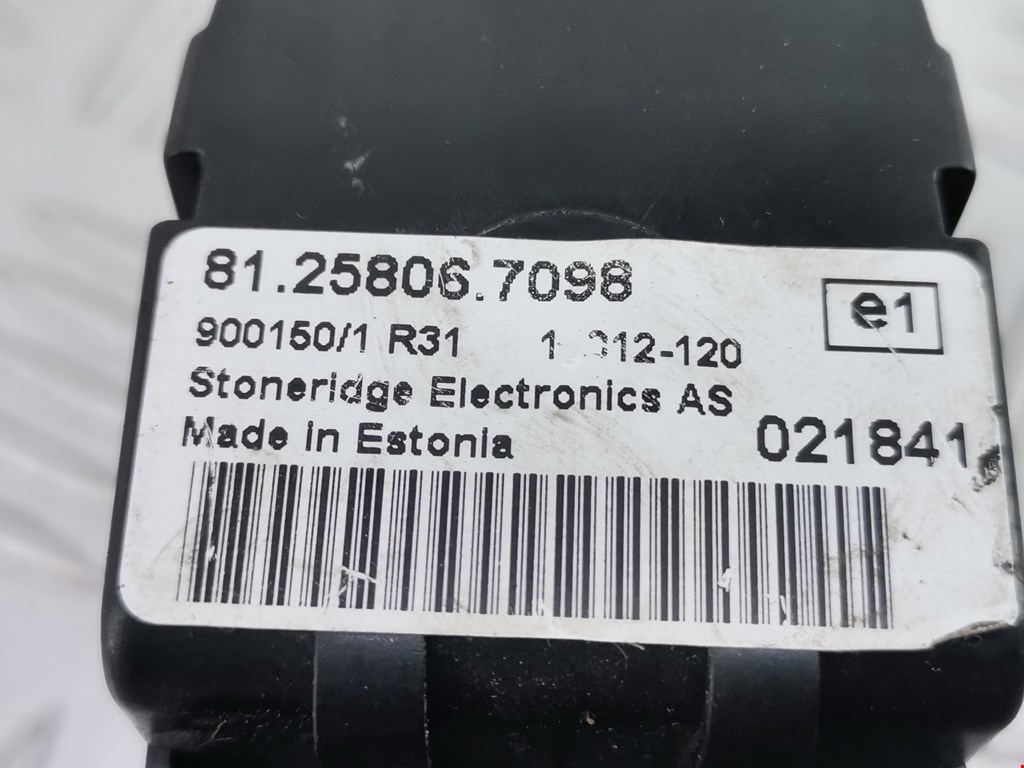 81.25806.7098
e1
900150/1 R31
Stoneridge Electronics AS
Made in Estonia
021841